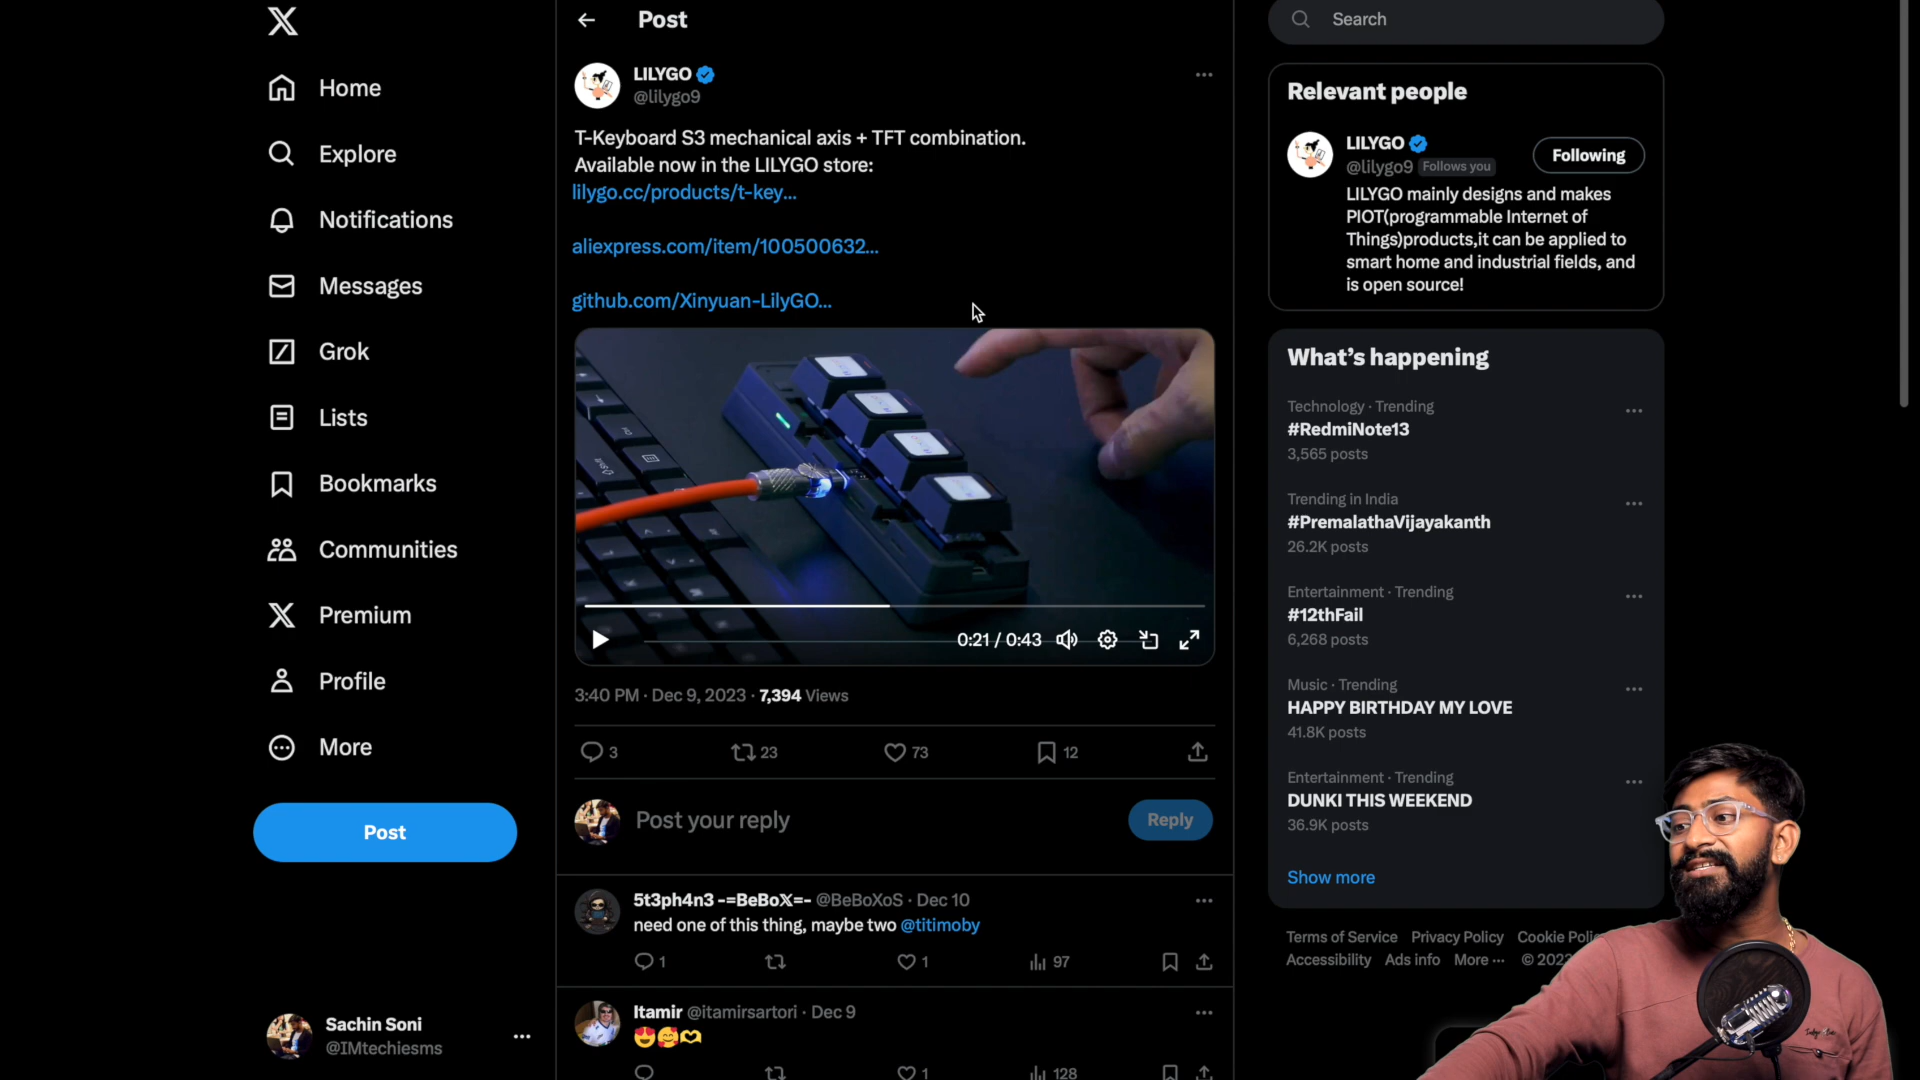 Home
Explore
Notifications
Messages
Grok
Lists
Bookmarks
Communities
Premium
Profile
More
Post
Sachin Soni
@IMtechiesms
Post
LILYGO
@lilygo9
T-Keyboard S3 mechanical axis + TFT combination.
Available now in the LILYGO store:
lilygo.cc/products/t-key...
aliexpress.com/item/100500632...
github.com/Xinyuan-LilyGO...
0:21 / 0:43
3:40 PM · Dec 9, 2023 · 7,394 Views
3 23 73 12
Post your reply
Reply
5t3ph4n3 -=BeBoX=- @BeBoXoS · Dec 10
need one of this thing, maybe two @titimoby
1 1 97
Itamir @itamirsartori · Dec 9
😍🥰🫶
1 128
Search
Relevant people
LILYGO
@lilygo9 Follows you
Following
LILYGO mainly designs and makes
PIOT(programmable Internet of
Things)products,it can be applied to
smart home and industrial fields, and
is open source!
What's happening
Technology · Trending
#RedmiNote13
3,565 posts
Trending in India
#PremalathaVijayakanth
26.2K posts
Entertainment · Trending
#12thFail
6,268 posts
Music · Trending
HAPPY BIRTHDAY MY LOVE
41.8K posts
Entertainment · Trending
DUNKI THIS WEEKEND
36.9K posts
Show more
Terms of Service Privacy Policy Cookie
Accessibility Ads info More ··· ©